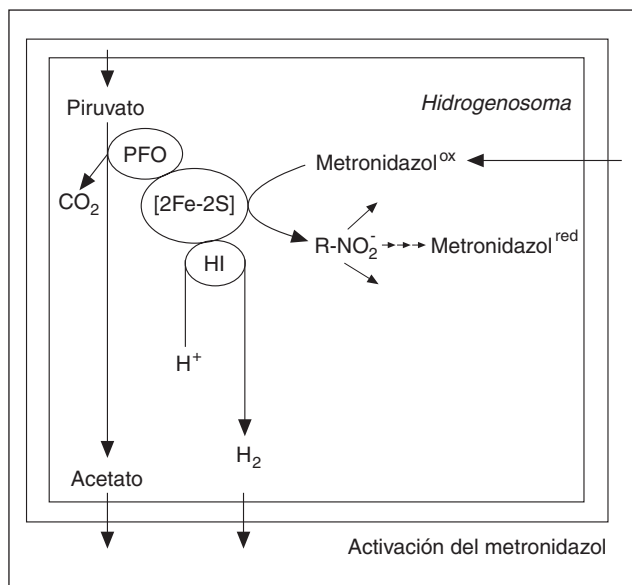 Hidrogenosoma
Piruvato
PFO
Metronidazol^ox
CO₂
[2Fe-2S]
R-NO₂⁻
Metronidazol^red
HI
H⁺
H₂
Acetato
Activación del metronidazol